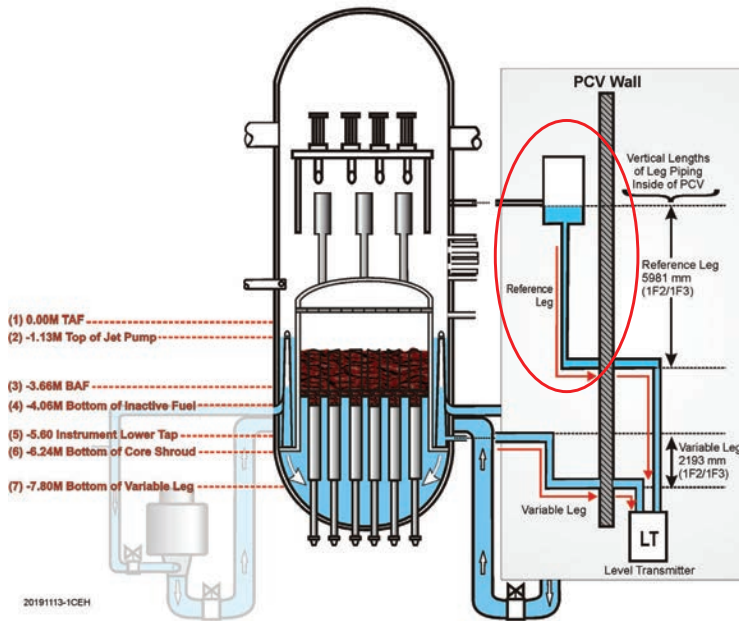 PCV Wall
Vertical Lengths
of Leg Piping
Inside of PCV
Reference
Leg
Reference Leg
5981 mm
(1F2/1F3)
(1) 0.00M TAF
(2) -1.13M Top of Jet Pump
(3) -3.66M BAF
(4) -4.06M Bottom of Inactive Fuel
(5) -5.60 Instrument Lower Tap
(6) -6.24M Bottom of Core Shroud
(7) -7.80M Bottom of Variable Leg
Variable Leg
2193 mm
(1F2/1F3)
Variable Leg
LT
Level Transmitter
20191113-1CEH